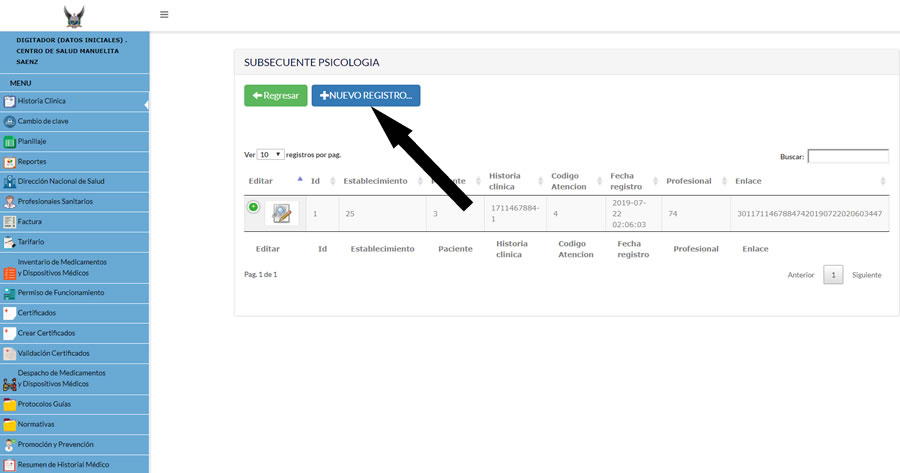 DIGITADOR (DATOS INICIALES) .
CENTRO DE SALUD MANUELITA
SAENZ
MENU
Historia Clinica
Cambio de clave
Planillaje
Reportes
Dirección Nacional de Salud
Profesionales Sanitarios
Factura
Tarifario
Inventario de Medicamentos
y Dispositivos Médicos
Permiso de Funcionamiento
Certificados
Crear Certificados
Validación Certificados
Despacho de Medicamentos
y Dispositivos Médicos
Protocolos Guías
Normativas
Promoción y Prevención
Resumen de Historial Médico
SUBSECUENTE PSICOLOGIA
Regresar NUEVO REGISTRO...
Ver 10 registros por pag. Buscar:
Editar Id Establecimiento Historia clinica Codigo Atencion Fecha registro Profesional Enlace
1 25 3 1711467884-1 4 2019-07-22 02:06:03 74 30117114678847420190722020603447
Editar Id Establecimiento Paciente Historia clinica Codigo Atencion Fecha registro Profesional Enlace
Pag. 1 de 1 Anterior 1 Siguiente